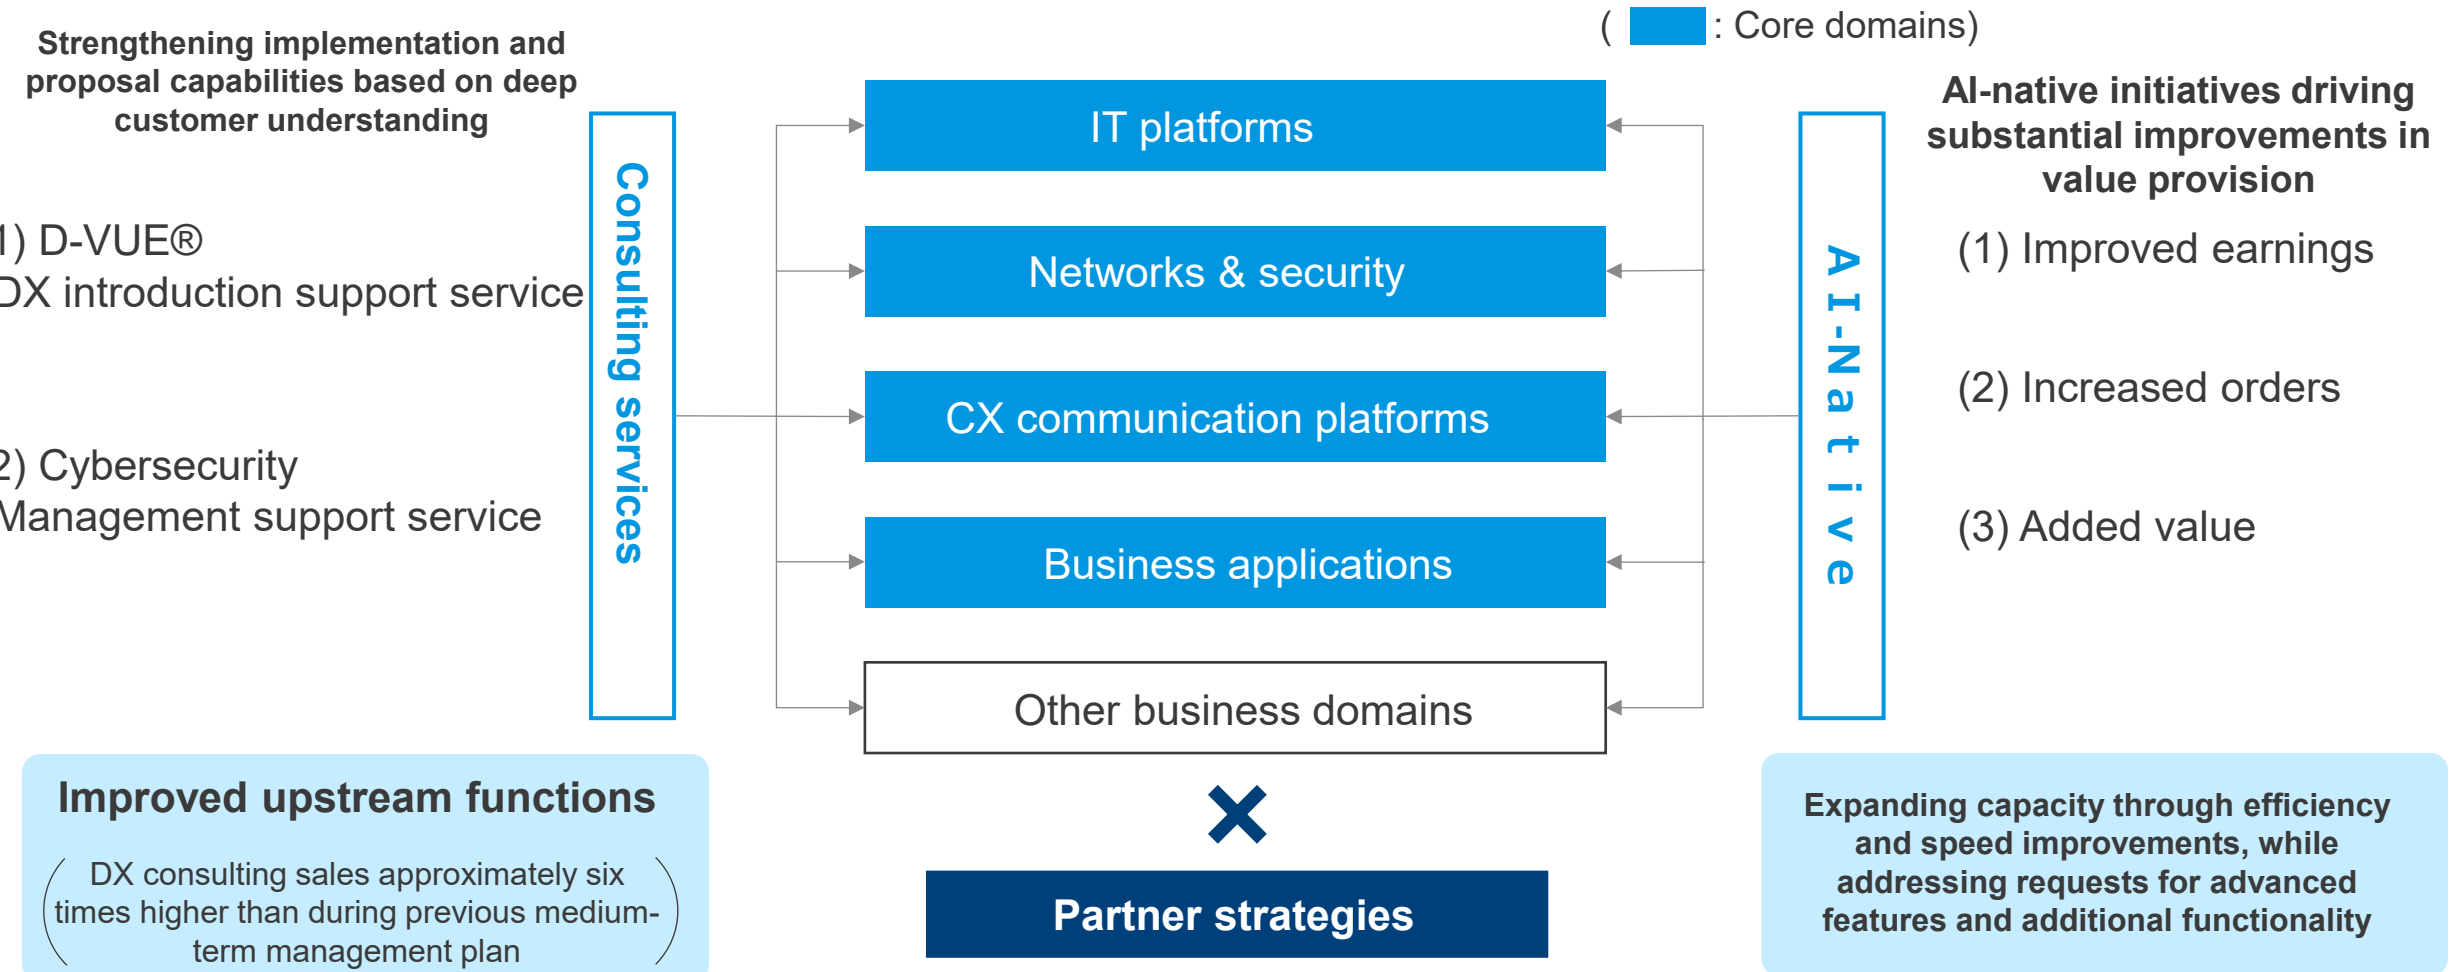 ( : Core domains)
Strengthening implementation and
proposal capabilities based on deep
customer understanding
1) D-VUE®
DX introduction support service
2) Cybersecurity
Management support service
Consulting services
IT platforms
Networks & security
CX communication platforms
Business applications
Other business domains
×
Partner strategies
AI-Native
AI-native initiatives driving
substantial improvements in
value provision
(1) Improved earnings
(2) Increased orders
(3) Added value
Improved upstream functions
DX consulting sales approximately six
times higher than during previous medium-
term management plan
Expanding capacity through efficiency
and speed improvements, while
addressing requests for advanced
features and additional functionality